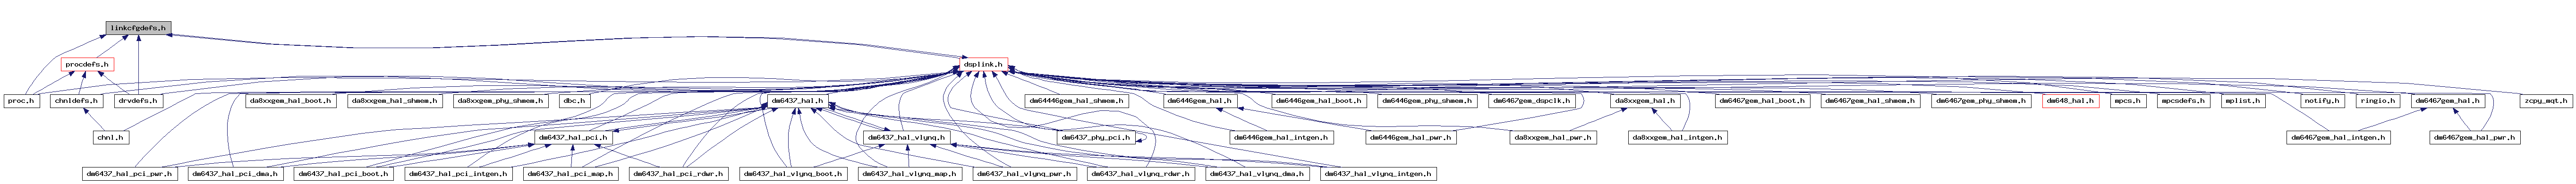 linkcfgdefs.h
procdefs.h
dsplink.h
proc.h
chnldefs.h
drvdefs.h
da8xxgem_hal_boot.h
da8xxgem_hal_shmem.h
da8xxgem_phy_shmem.h
dbc.h
dm6437_hal.h
dm64446gem_hal_shmem.h
dm6446gem_hal.h
dm6446gem_hal_boot.h
dm6446gem_phy_shmem.h
dm6467gem_dspclk.h
da8xxgem_hal.h
dm6467gem_hal_boot.h
dm6467gem_hal_shmem.h
dm6467gem_phy_shmem.h
dm648_hal.h
mpcs.h
mpcsdefs.h
mplist.h
notify.h
ringio.h
dm6467gem_hal.h
zcpy_mqt.h
chnl.h
dm6437_hal_pci.h
dm6437_hal_vlynq.h
dm6437_phy_pci.h
dm6446gem_hal_intgen.h
dm6446gem_hal_pwr.h
da8xxgem_hal_pwr.h
da8xxgem_hal_intgen.h
dm6467gem_hal_intgen.h
dm6467gem_hal_pwr.h
dm6437_hal_pci_pwr.h
dm6437_hal_pci_dma.h
dm6437_hal_pci_boot.h
dm6437_hal_pci_intgen.h
dm6437_hal_pci_map.h
dm6437_hal_pci_rdwr.h
dm6437_hal_vlynq_boot.h
dm6437_hal_vlynq_map.h
dm6437_hal_vlynq_pwr.h
dm6437_hal_vlynq_rdwr.h
dm6437_hal_vlynq_dma.h
dm6437_hal_vlynq_intgen.h